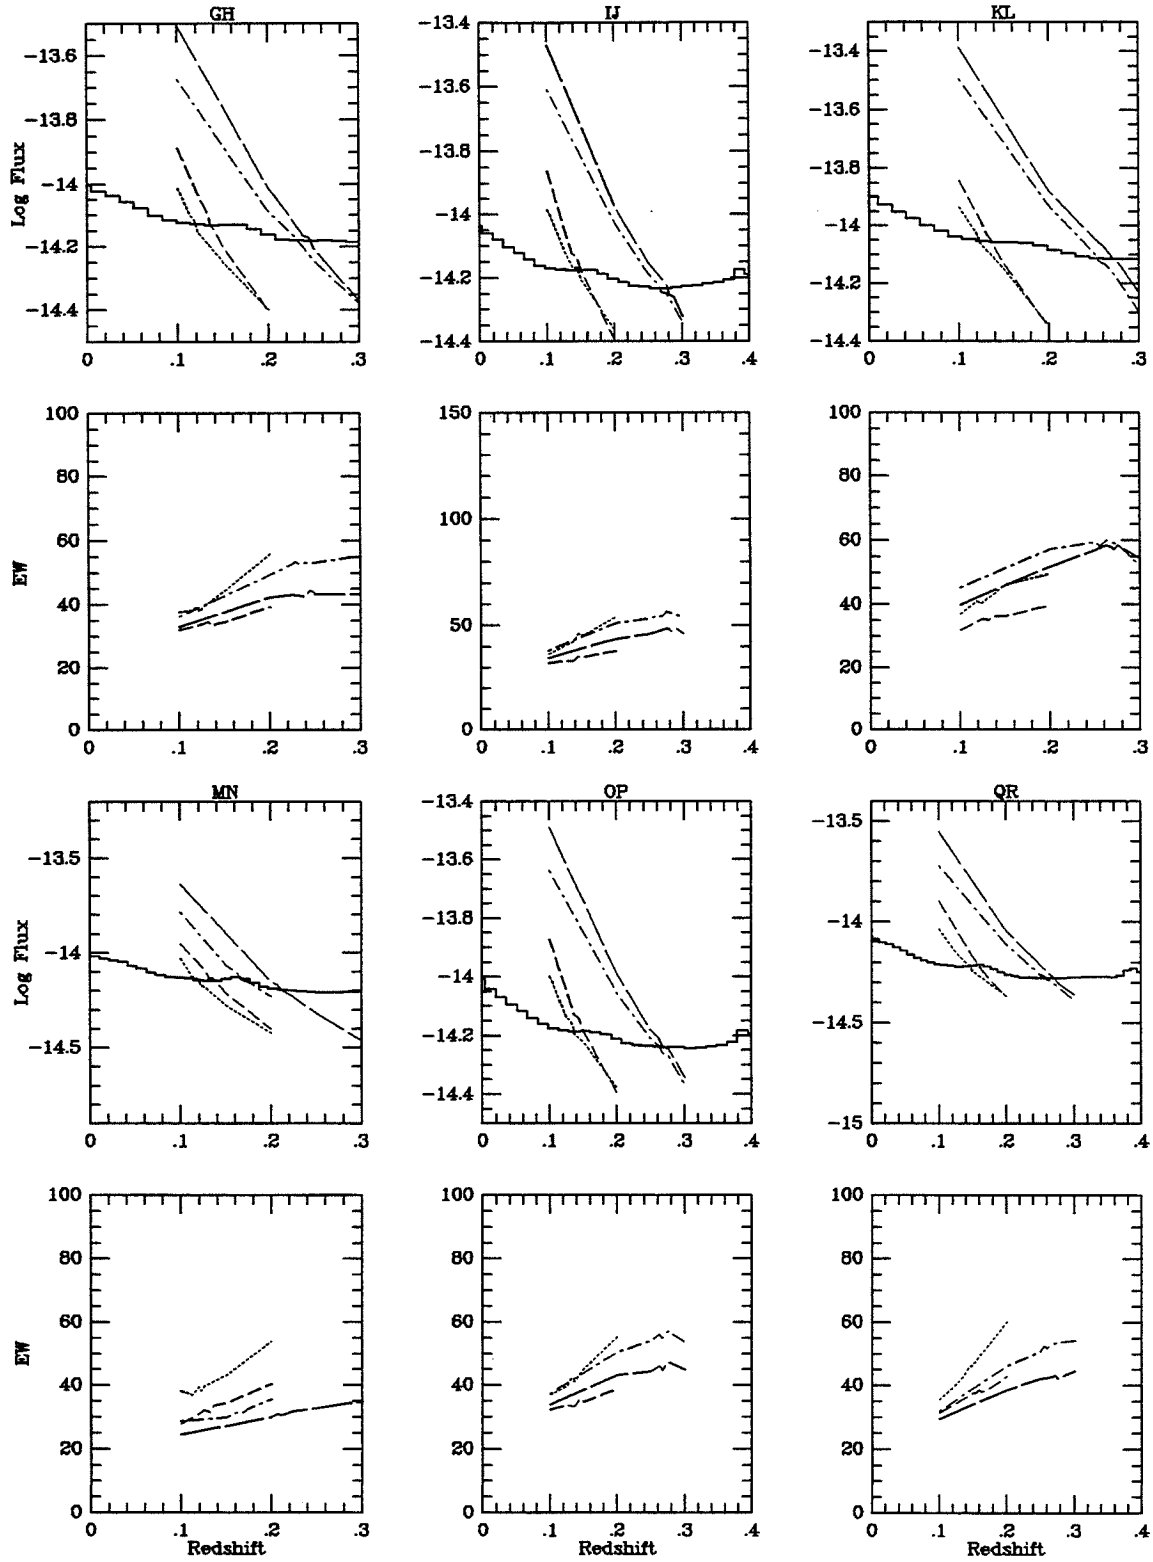 GH IJ KL
−13.6 −13.4 −13.4
−13.8 −13.6 −13.6
−14 −13.8 −13.8
−14.2 −14 −14
−14.4 −14.2 −14.2
−14.4 −14.4
Log Flux
0 .1 .2 .3 0 .1 .2 .3 .4 0 .1 .2 .3
100 150 100
80 100 80
60 50 60
40 0 40
20 20
0 0
EW
0 .1 .2 .3 0 .1 .2 .3 .4 0 .1 .2 .3
MN OP QR
−13.5 −13.4 −13.5
−14 −13.6 −14
−14.5 −13.8 −14.5
−14 −15
−14.2
−14.4
Log Flux
0 .1 .2 .3 0 .1 .2 .3 .4 0 .1 .2 .3 .4
100 100 100
80 80 80
60 60 60
40 40 40
20 20 20
0 0 0
EW
0 .1 .2 .3 0 .1 .2 .3 .4 0 .1 .2 .3 .4
Redshift Redshift Redshift